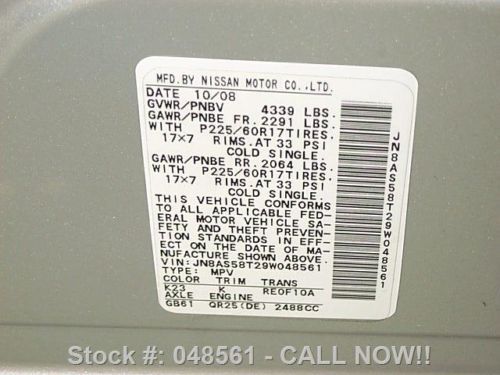 MFD.BY NISSAN MOTOR CO.,LTD.
DATE 10/08
GVWR/PNBV 4339 LBS.
GAWR/PNBE FR.2291 LBS.
WITH P225/60R17TIRES.
17×7 RIMS.AT 33 PSI
COLD SINGLE.
GAWR/PNBE RR.2064 LBS.
WITH P225/60R17TIRES.
17×7 RIMS.AT 33 PSI
COLD SINGLE.
THIS VEHICLE CONFORMS
TO ALL APPLICABLE FED-
ERAL MOTOR VEHICLE SA-
FETY AND THEFT PREVEN-
TION STANDARDS IN EFF-
ECT ON THE DATE OF MA-
NUFACTURE SHOWN ABOVE.
VIN:JN8AS58T29W048561
TYPE: MPV
COLOR TRIM TRANS
K23 K RE0F10A
AXLE ENGINE
GB61 QR25(DE) 2488CC
JN8AS58T29W048561
Stock #: 048561 - CALL NOW!!